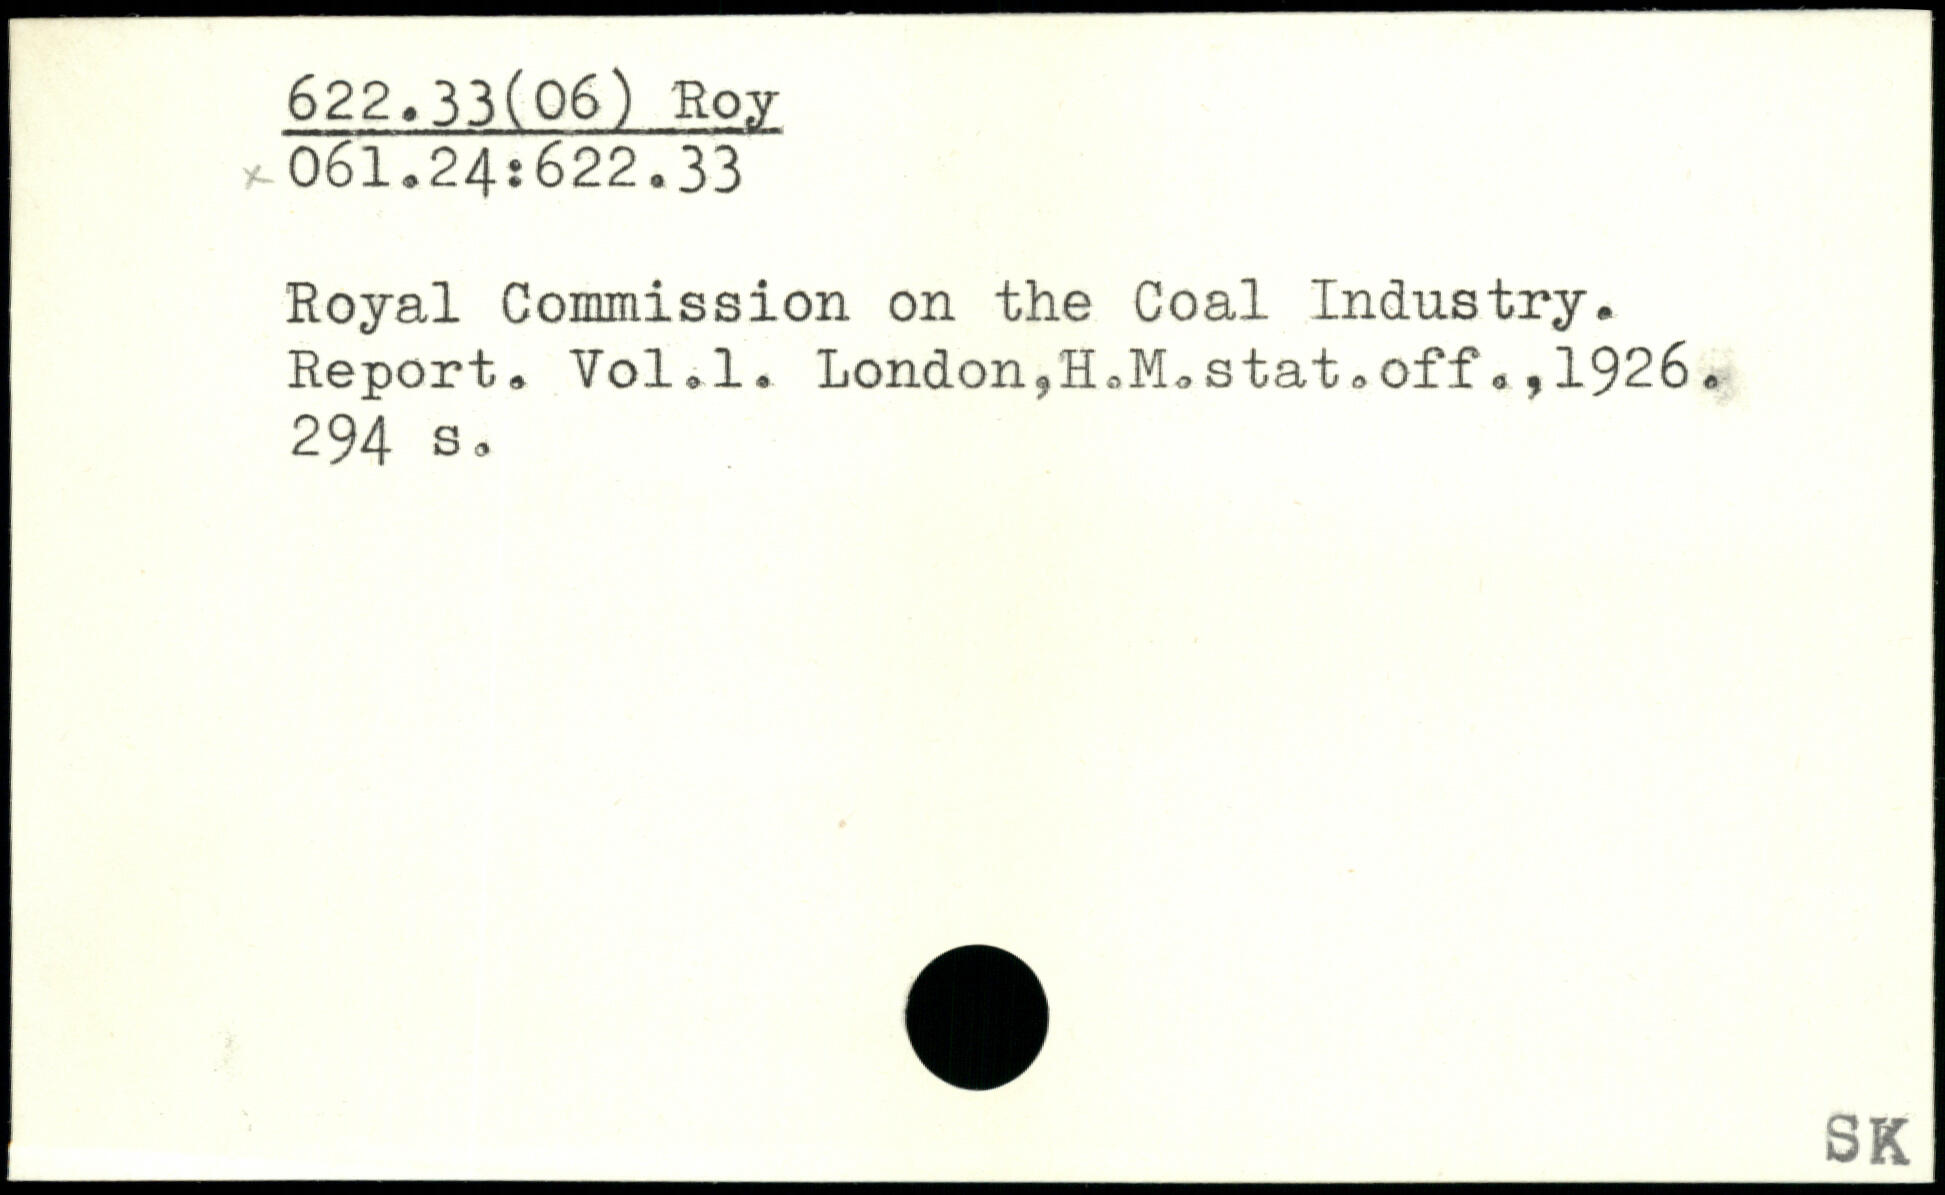 622.33(06) Roy
x 061.24:622.33
Royal Commission on the Coal Industry.
Report. Vol.1. London,H.M.stat.off.,1926.
294 s.
SK